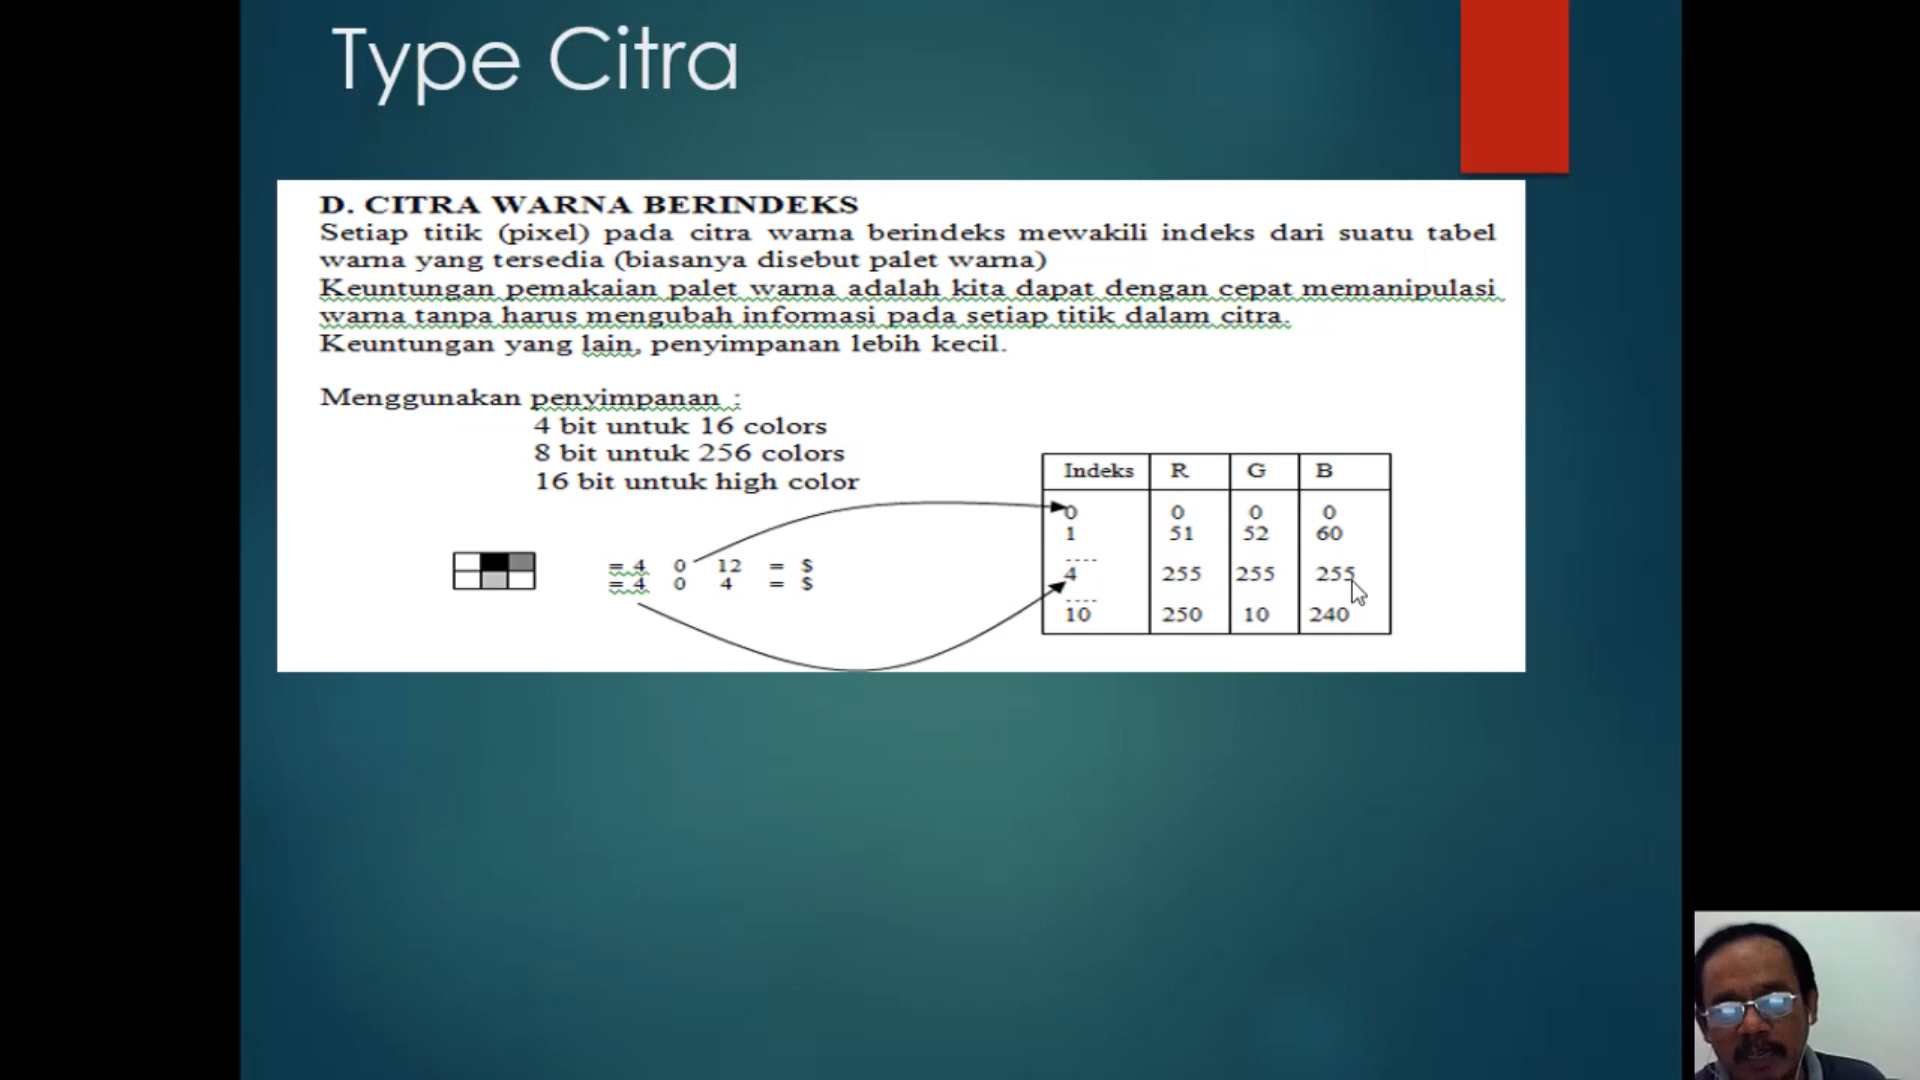 Type Citra
D. CITRA WARNA BERINDEKS
Setiap titik (pixel) pada citra warna berindeks mewakili indeks dari suatu tabel
warna yang tersedia (biasanya disebut palet warna)
Keuntungan pemakaian palet warna adalah kita dapat dengan cepat memanipulasi
warna tanpa harus mengubah informasi pada setiap titik dalam citra.
Keuntungan yang lain, penyimpanan lebih kecil.
Menggunakan penyimpanan :
4 bit untuk 16 colors
8 bit untuk 256 colors
16 bit untuk high color
= 4 0 12 = $
= 4 0 4 = $
Indeks R G B
0 0 0 0
1 51 52 60
----
4 255 255 255
----
10 250 10 240